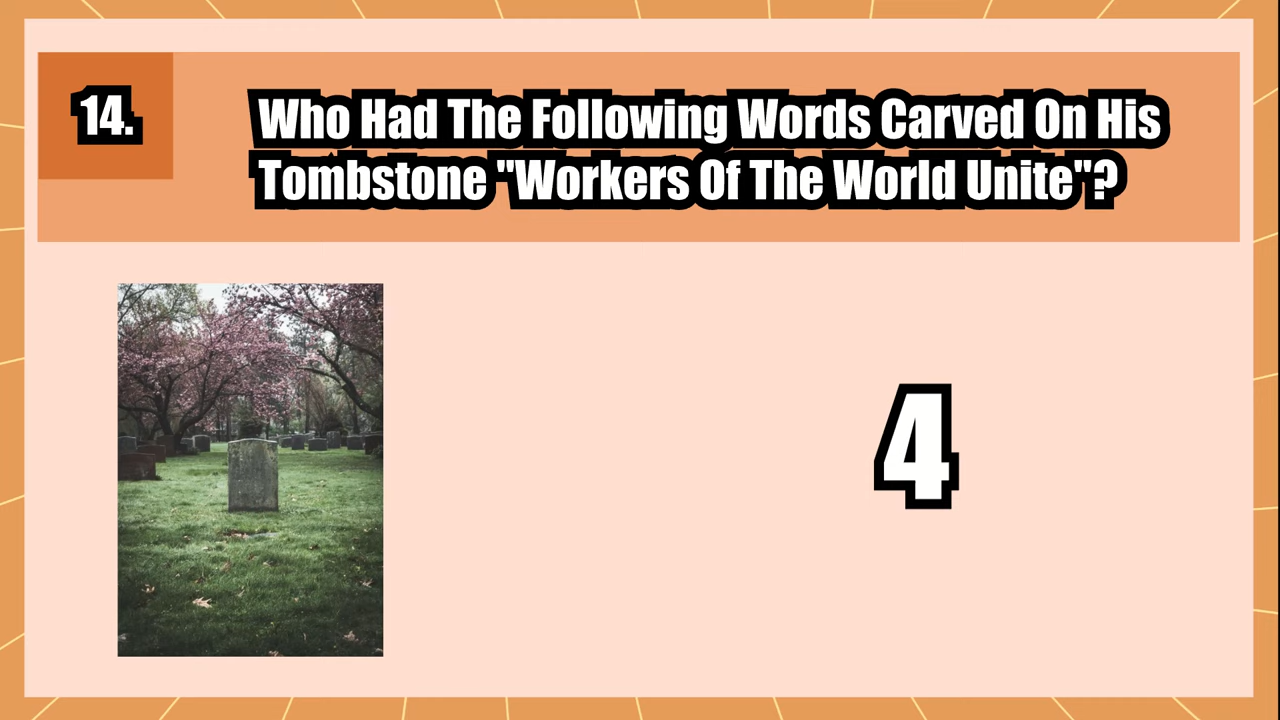 14.
Who Had The Following Words Carved On His
Tombstone "Workers Of The World Unite"?
4